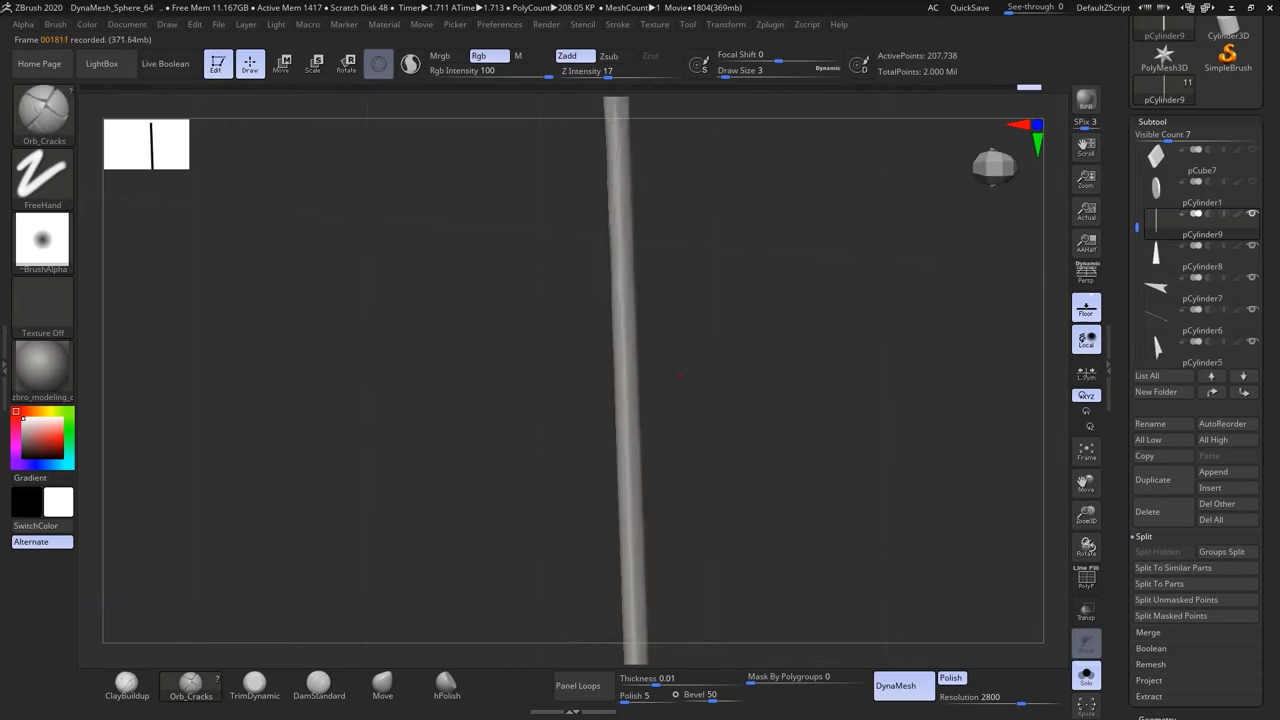 ZBrush 2020 DynaMesh_Sphere_64 .. • Free Mem 11.167GB • Active Mem 1417 • Scratch Disk 48 • Timer▶1.711 ATime▶1.713 • PolyCount▶208.05 KP • MeshCount▶1 • Movie▶1804(369mb) AC QuickSave See-through 0 DefaultZScript
Alpha Brush Color Document Draw Edit File Layer Light Macro Marker Material Movie Picker Preferences Render Stencil Stroke Texture Tool Transform Zplugin Zscript Help
Frame 001811 recorded. (371.64mb)
Home Page LightBox Live Boolean Edit Draw Move Scale Rotate
Mrgb Rgb M
Rgb Intensity 100
Zadd Zsub Zcut
Z Intensity 17
Focal Shift 0
Draw Size 3 Dynamic
S D
ActivePoints: 207,738
TotalPoints: 2.000 Mil
Orb_Cracks
FreeHand
~BrushAlpha
Texture Off
zbro_modeling_c
Gradient
SwitchColor
Alternate
BPR
SPix 3
Scroll
Zoom
Actual
AAHalf
Dynamic
Persp
Floor
Local
L.Sym
XYZ
Frame
Move
Zoom3D
Rotate
Line Fill
PolyF
Transp
Ghost
Solo
Xpose
pCylinder9 Cylinder3D
PolyMesh3D SimpleBrush
11
pCylinder9
Subtool
Visible Count 7
pCube7
pCylinder1
pCylinder9
pCylinder8
pCylinder7
pCylinder6
pCylinder5
List All
New Folder
Rename AutoReorder
All Low All High
Copy Paste
Duplicate Append
Insert
Delete Del Other
Del All
Split
Split Hidden Groups Split
Split To Similar Parts
Split To Parts
Split Unmasked Points
Split Masked Points
Merge
Boolean
Remesh
Project
Extract
Geometry
ClayBuildup Orb_Cracks TrimDynamic DamStandard Move hPolish
Panel Loops
Thickness 0.01
Polish 5 Bevel 50
Mask By Polygroups 0
DynaMesh
Polish
Resolution 2800